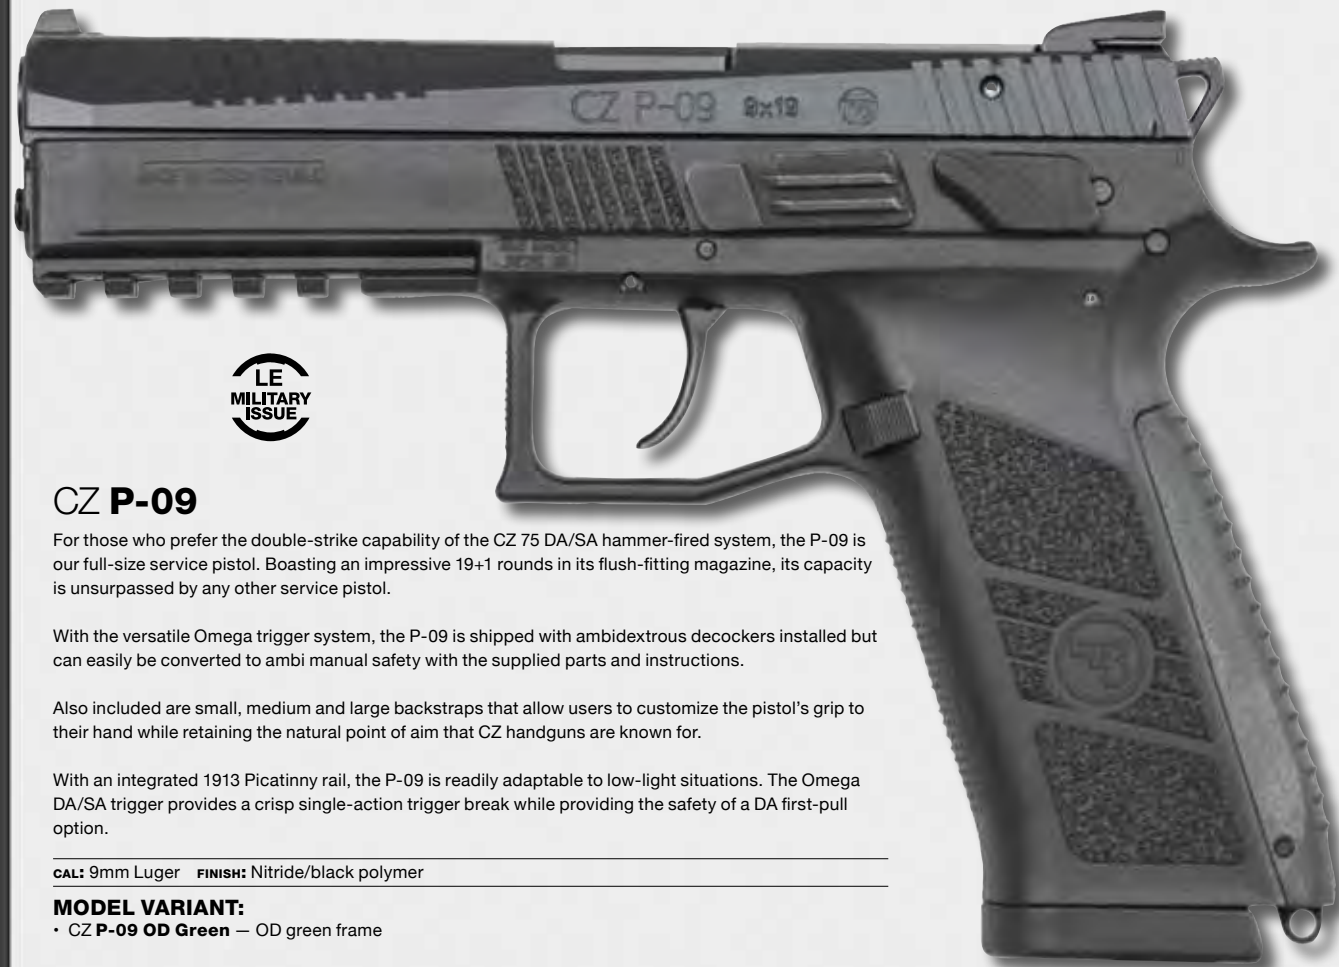 CZ P-09 9x19
LE
MILITARY
ISSUE
CZ P-09
For those who prefer the double-strike capability of the CZ 75 DA/SA hammer-fired system, the P-09 is
our full-size service pistol. Boasting an impressive 19+1 rounds in its flush-fitting magazine, its capacity
is unsurpassed by any other service pistol.
With the versatile Omega trigger system, the P-09 is shipped with ambidextrous decockers installed but
can easily be converted to ambi manual safety with the supplied parts and instructions.
Also included are small, medium and large backstraps that allow users to customize the pistol's grip to
their hand while retaining the natural point of aim that CZ handguns are known for.
With an integrated 1913 Picatinny rail, the P-09 is readily adaptable to low-light situations. The Omega
DA/SA trigger provides a crisp single-action trigger break while providing the safety of a DA first-pull
option.
CAL: 9mm Luger FINISH: Nitride/black polymer
MODEL VARIANT:
• CZ P-09 OD Green — OD green frame